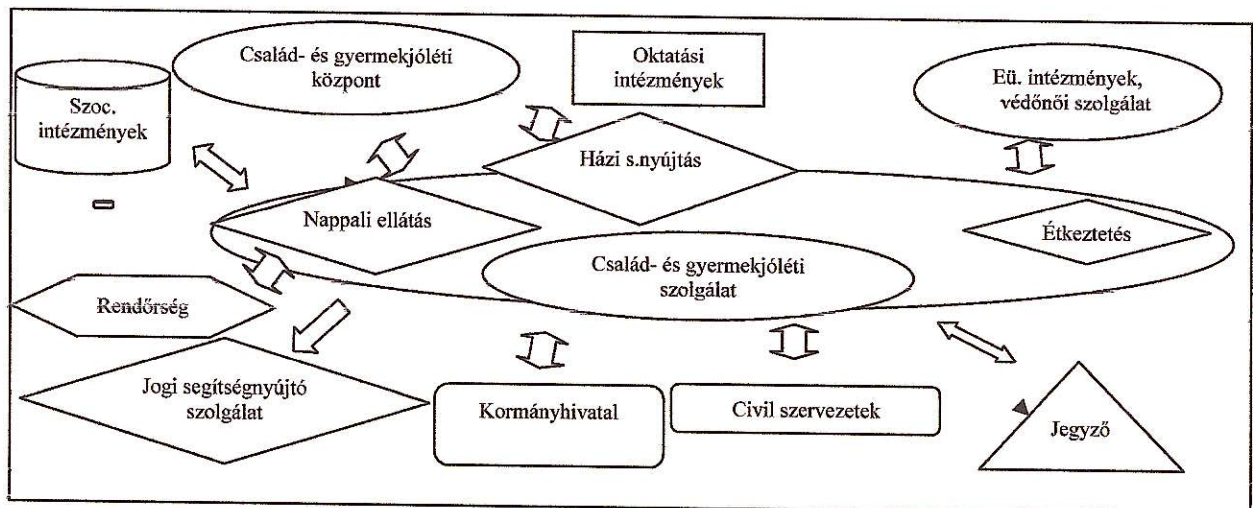 Család- és gyermekjóléti
központ
Oktatási
intézmények
Eü. intézmények,
védőnői szolgálat
Szoc.
intézmények
Házi s.nyújtás
Nappali ellátás
Étkeztetés
Család- és gyermekjóléti
szolgálat
Rendőrség
Jogi segítségnyújtó
szolgálat
Kormányhivatal
Civil szervezetek
Jegyző